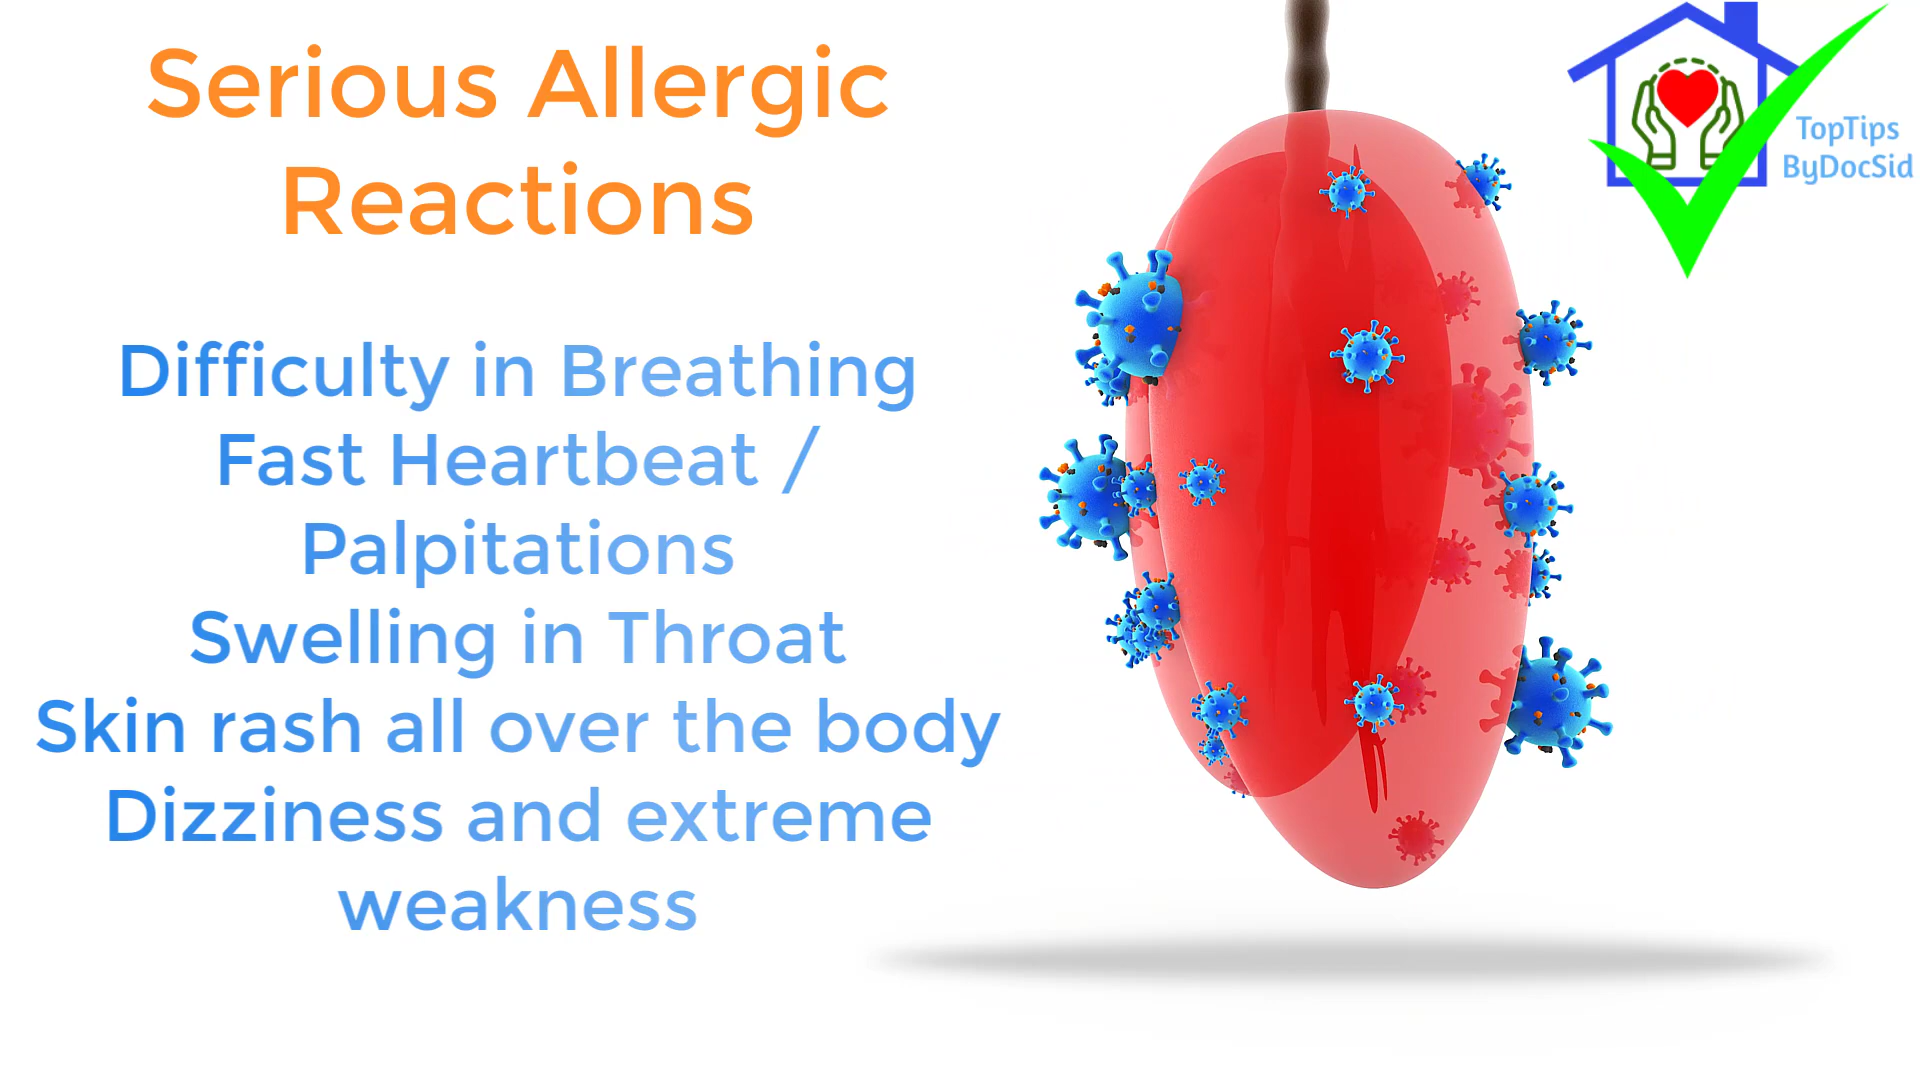 Serious Allergic
Reactions
Difficulty in Breathing
Fast Heartbeat /
Palpitations
Swelling in Throat
Skin rash all over the body
Dizziness and extreme
weakness
TopTips
ByDocSid